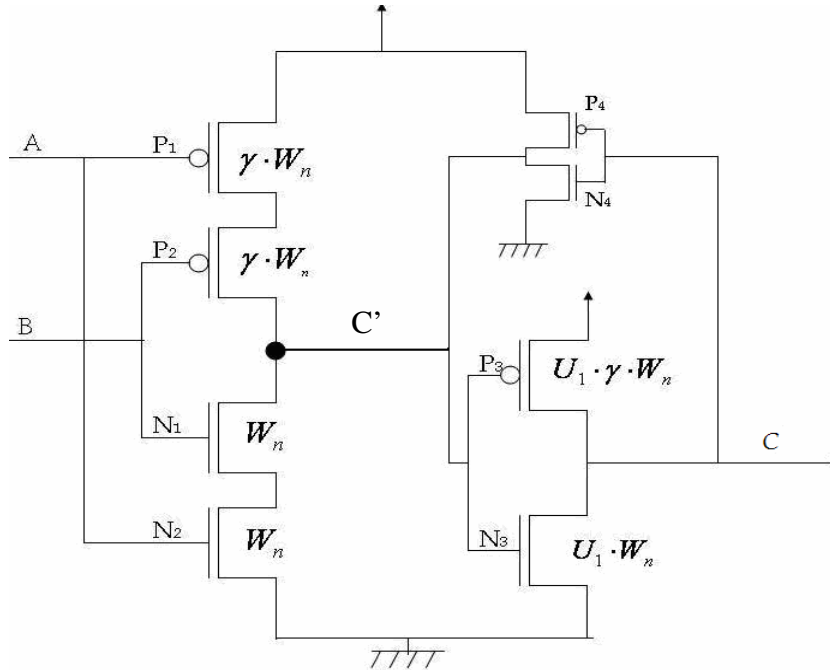 A
P₁
γ · Wₙ
P₂
γ · Wₙ
B
C’
N₁
Wₙ
N₂
Wₙ
P₄
N₄
P₃
U₁ · γ · Wₙ
C
N₃
U₁ · Wₙ